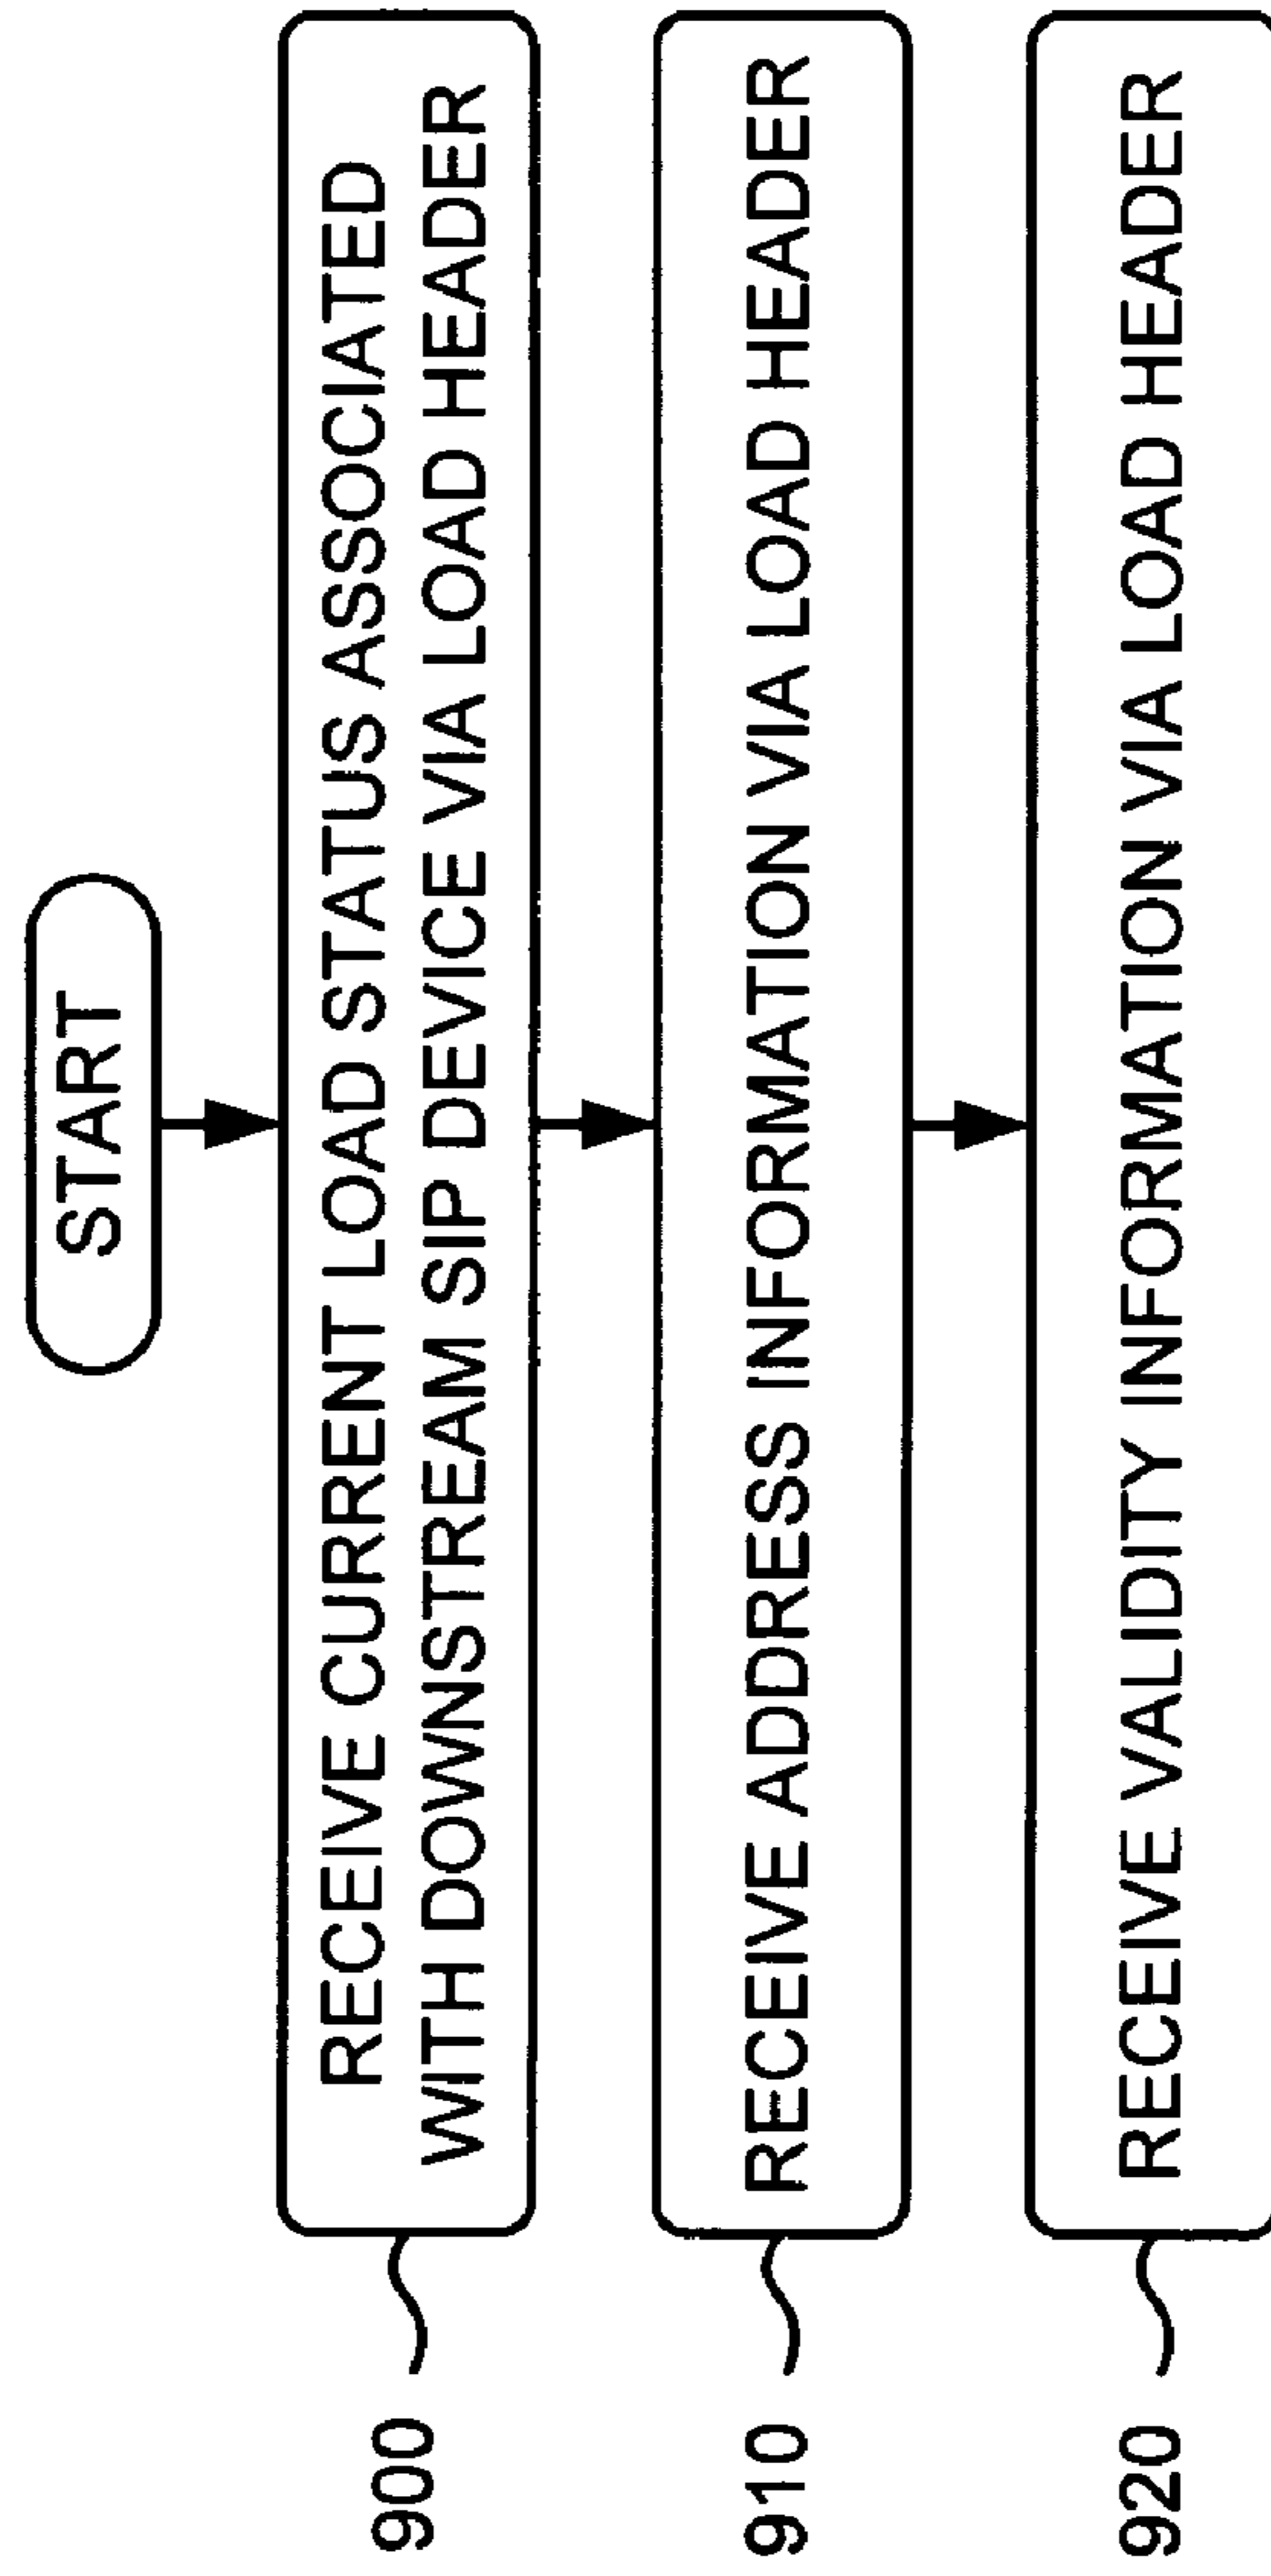 START
RECEIVE CURRENT LOAD STATUS ASSOCIATED
WITH DOWNSTREAM SIP DEVICE VIA LOAD HEADER
900
RECEIVE ADDRESS INFORMATION VIA LOAD HEADER
910
RECEIVE VALIDITY INFORMATION VIA LOAD HEADER
920